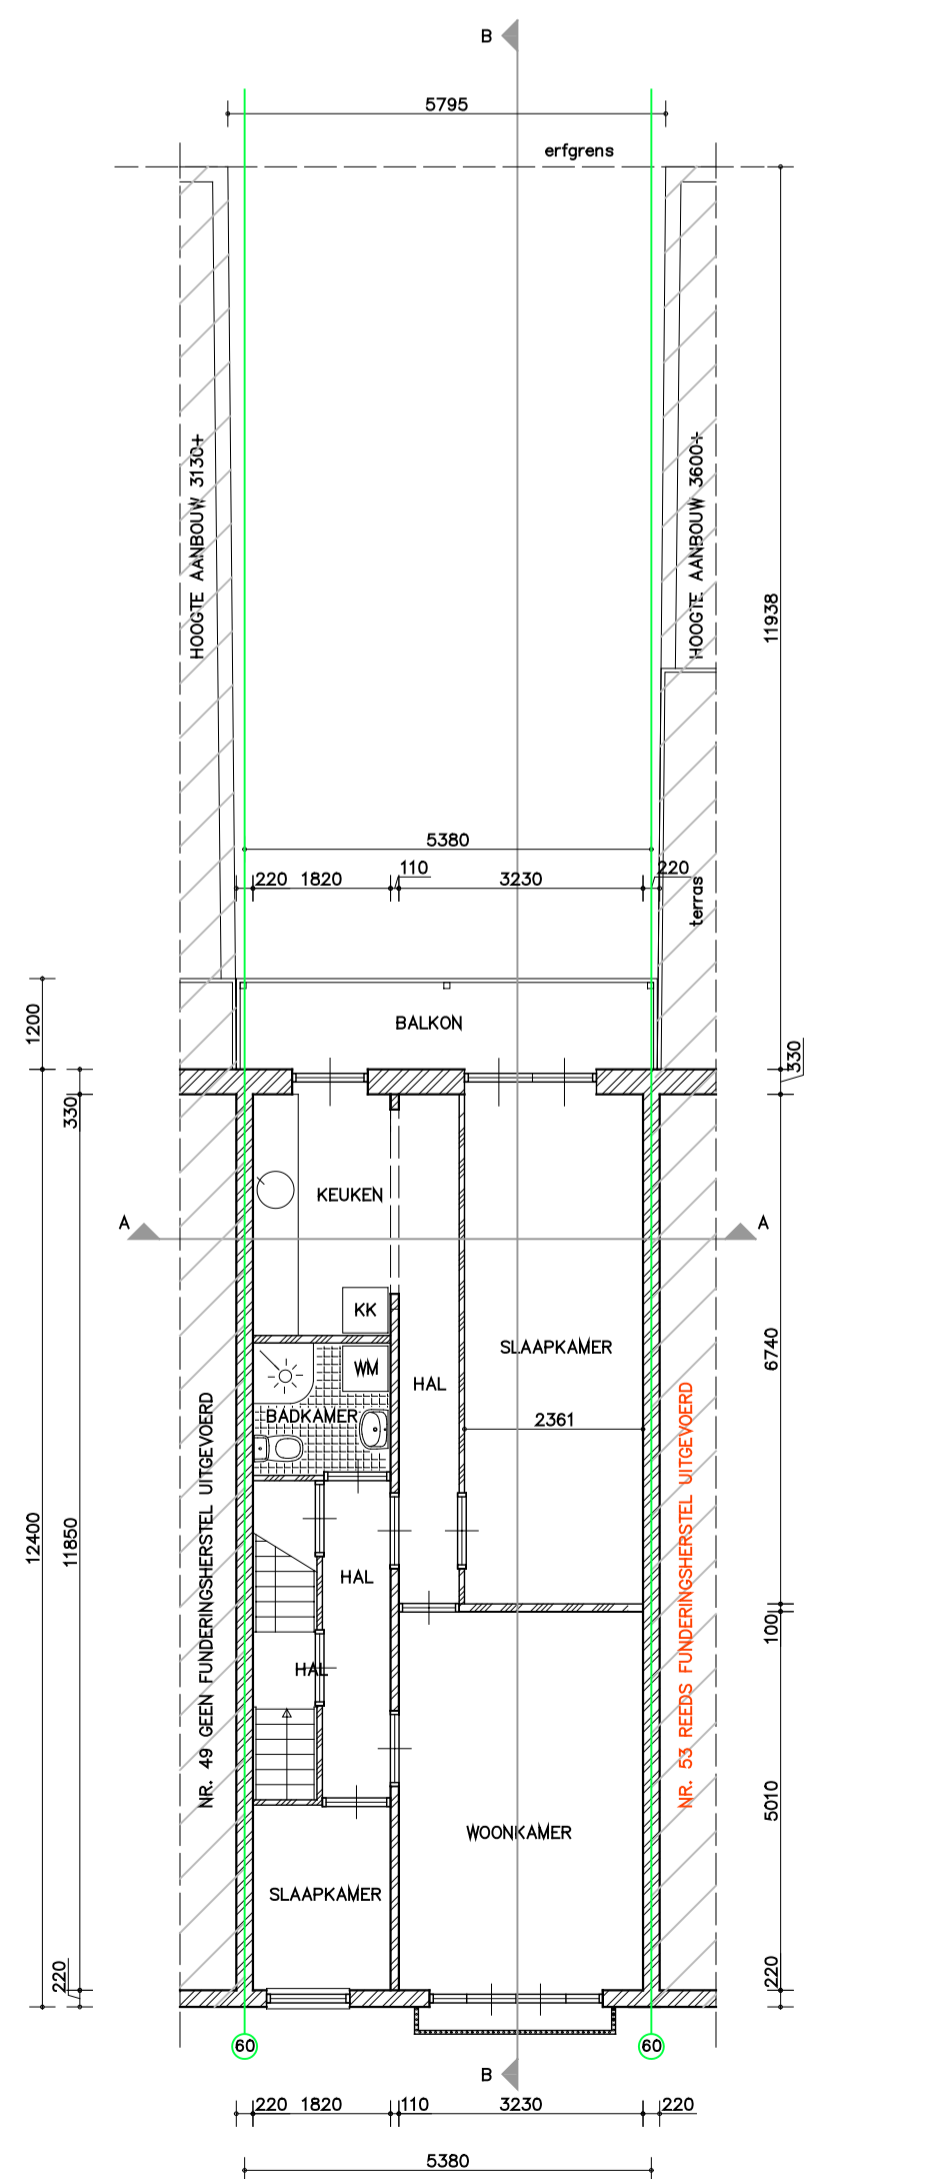 B
5795
erfgrens
HOOGTE AANBOUW 3130+
HOOGTE AANBOUW 3600+
11938
5380
220 1820 110 3230 220
terras
1200
BALKON
330
330
KEUKEN
A
A
KK
SLAAPKAMER
6740
WM
HAL
BADKAMER
2361
NR. 49 GEEN FUNDERINGSHERSTEL UITGEVOERD
NR. 53 REEDS FUNDERINGSHERSTEL UITGEVOERD
12400
11850
HAL
100
HAL
5010
WOONKAMER
SLAAPKAMER
220
220
60
60
B
220 1820 110 3230 220
5380